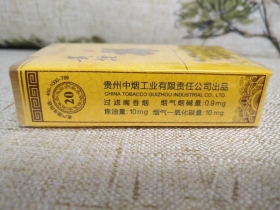 贵州中烟工业有限责任公司出品
CHINA TOBACCO GUIZHOU INDUSTRIAL CO., LTD.
过滤嘴香烟 烟气烟碱量:0.9mg
焦油量:10mg 烟气一氧化碳量:10mg
20